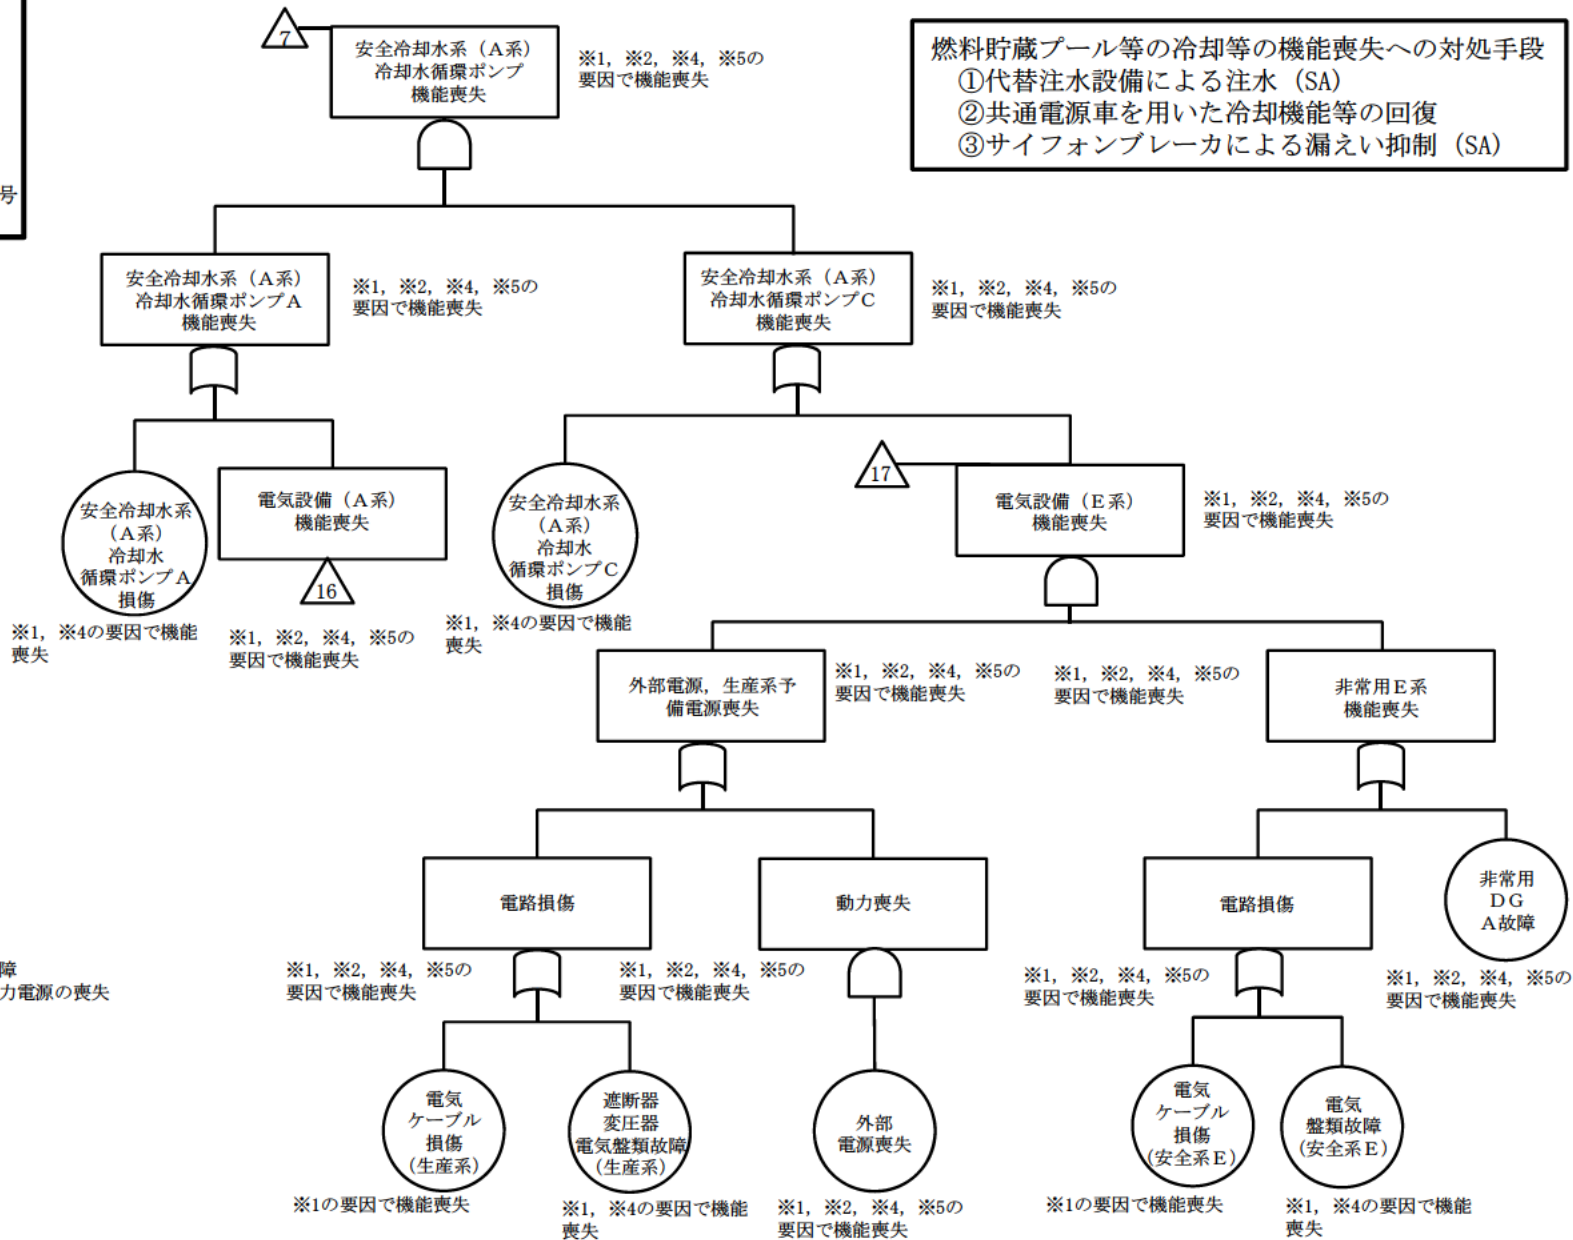 7
安全冷却水系（Ａ系）
冷却水循環ポンプ
機能喪失
※1, ※2, ※4, ※5の
要因で機能喪失
燃料貯蔵プール等の冷却等の機能喪失への対処手段
①代替注水設備による注水（SA）
②共通電源車を用いた冷却機能等の回復
③サイフォンブレーカによる漏えい抑制（SA）
号
安全冷却水系（Ａ系）
冷却水循環ポンプＡ
機能喪失
※1, ※2, ※4, ※5の
要因で機能喪失
安全冷却水系（Ａ系）
冷却水循環ポンプＣ
機能喪失
※1, ※2, ※4, ※5の
要因で機能喪失
安全冷却水系
（Ａ系）
冷却水
循環ポンプＡ
損傷
※1, ※4の要因で機能
喪失
電気設備（Ａ系）
機能喪失
16
※1, ※2, ※4, ※5の
要因で機能喪失
安全冷却水系
（Ａ系）
冷却水
循環ポンプＣ
損傷
※1, ※4の要因で機能
喪失
17
電気設備（Ｅ系）
機能喪失
※1, ※2, ※4, ※5の
要因で機能喪失
外部電源，生産系予
備電源喪失
※1, ※2, ※4, ※5の
要因で機能喪失
※1, ※2, ※4, ※5の
要因で機能喪失
非常用Ｅ系
機能喪失
電路損傷
※1, ※2, ※4, ※5の
要因で機能喪失
動力喪失
※1, ※2, ※4, ※5の
要因で機能喪失
電路損傷
※1, ※2, ※4, ※5の
要因で機能喪失
非常用
ＤＧ
Ａ故障
※1, ※2, ※4, ※5の
要因で機能喪失
障
力電源の喪失
電気
ケーブル
損傷
（生産系）
※1の要因で機能喪失
遮断器
変圧器
電気盤類故障
（生産系）
※1, ※4の要因で機能
喪失
外部
電源喪失
※1, ※2, ※4, ※5の
要因で機能喪失
電気
ケーブル
損傷
（安全系Ｅ）
※1の要因で機能喪失
電気
盤類故障
（安全系Ｅ）
※1, ※4の要因で機能
喪失